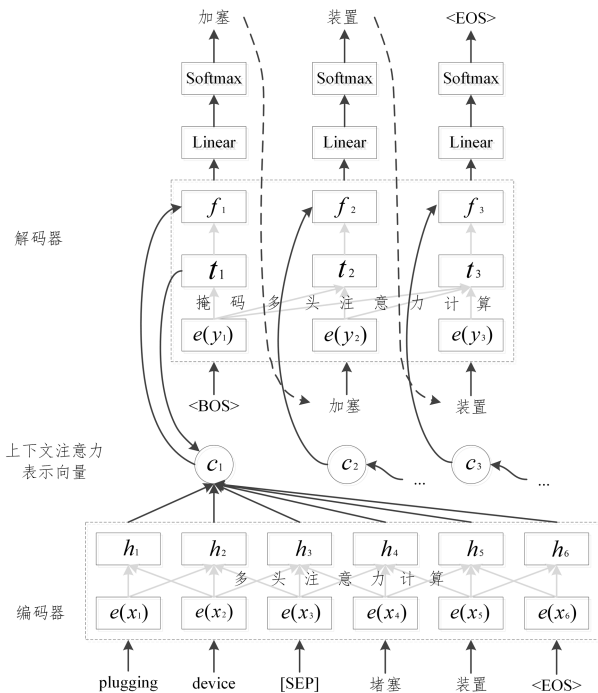 加塞 装置 <EOS>
Softmax Softmax Softmax
Linear Linear Linear
f1 f2 f3
解码器
t1 t2 t3
掩码多头注意力计算
e(y1) e(y2) e(y3)
<BOS> 加塞 装置
上下文注意力
表示向量
c1 c2 ... c3 ...
h1 h2 h3 h4 h5 h6
多头注意力计算
编码器
e(x1) e(x2) e(x3) e(x4) e(x5) e(x6)
plugging device [SEP] 堵塞 装置 <EOS>